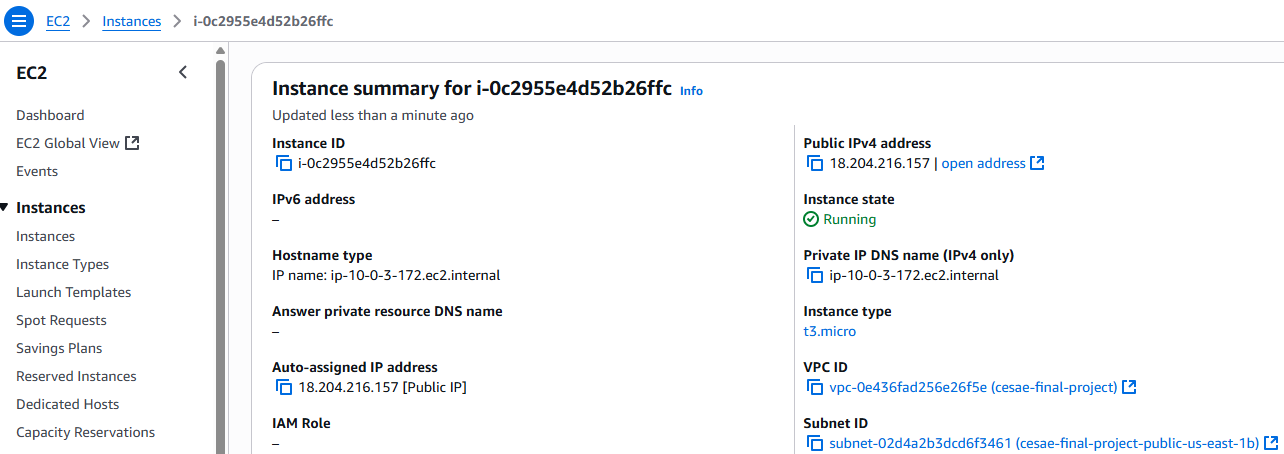 EC2 > Instances > i-0c2955e4d52b26ffc
EC2
Dashboard
EC2 Global View
Events
Instances
Instances
Instance Types
Launch Templates
Spot Requests
Savings Plans
Reserved Instances
Dedicated Hosts
Capacity Reservations
Instance summary for i-0c2955e4d52b26ffc Info
Updated less than a minute ago
Instance ID
i-0c2955e4d52b26ffc
IPv6 address
–
Hostname type
IP name: ip-10-0-3-172.ec2.internal
Answer private resource DNS name
–
Auto-assigned IP address
18.204.216.157 [Public IP]
IAM Role
–
Public IPv4 address
18.204.216.157 | open address
Instance state
Running
Private IP DNS name (IPv4 only)
ip-10-0-3-172.ec2.internal
Instance type
t3.micro
VPC ID
vpc-0e436fad256e26f5e (cesae-final-project)
Subnet ID
subnet-02d4a2b3dcd6f3461 (cesae-final-project-public-us-east-1b)